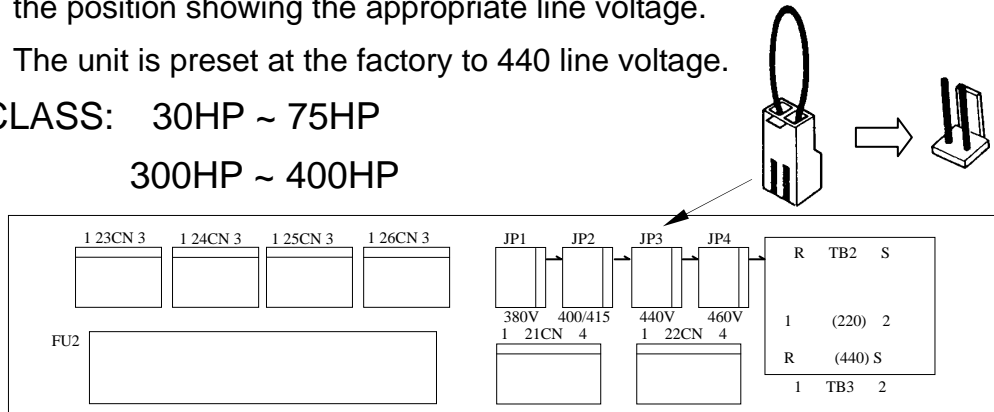 the position showing the appropriate line voltage.
The unit is preset at the factory to 440 line voltage.
CLASS: 30HP ~ 75HP
300HP ~ 400HP
1 23CN 3 1 24CN 3 1 25CN 3 1 26CN 3 JP1 JP2 JP3 JP4
R TB2 S
380V 400/415 440V 460V
1 (220) 2
1 21CN 4 1 22CN 4
FU2
R (440) S
1 TB3 2